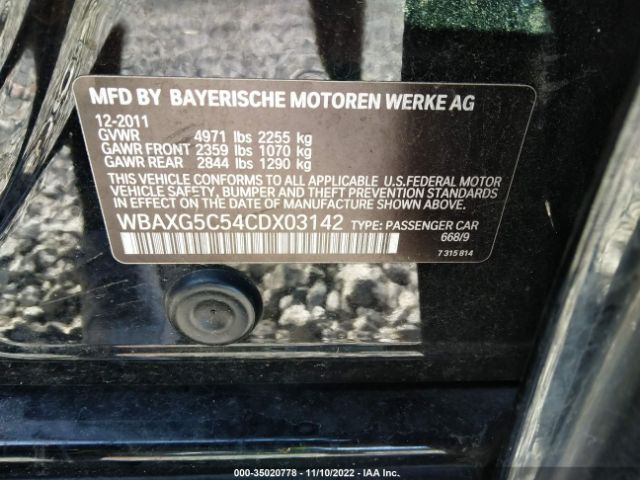 MFD BY BAYERISCHE MOTOREN WERKE AG
12-2011
GVWR 4971 lbs 2255 kg
GAWR FRONT 2359 lbs 1070 kg
GAWR REAR 2844 lbs 1290 kg
THIS VEHICLE CONFORMS TO ALL APPLICABLE U.S.FEDERAL MOTOR
VEHICLE SAFETY, BUMPER AND THEFT PREVENTION STANDARDS
IN EFFECT ON THE DATE OF MANUFACTURE SHOWN ABOVE.
WBAXG5C54CDX03142 TYPE: PASSENGER CAR
668/9
7 315 814
000-35020778 — 11/10/2022 — IAA Inc.